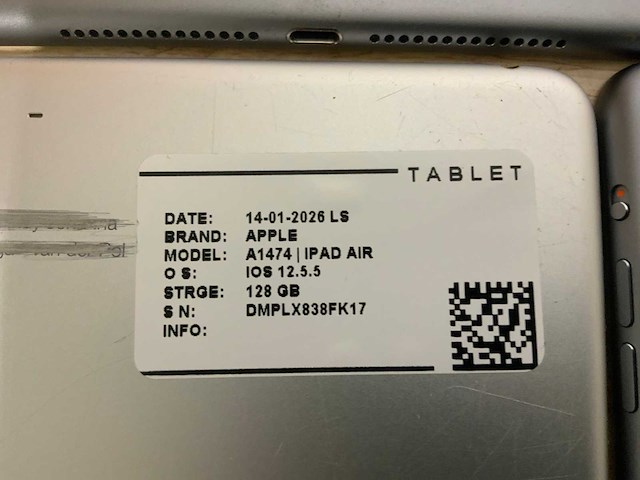 TABLET
DATE: 14-01-2026 LS
BRAND: APPLE
MODEL: A1474 | IPAD AIR
O S: IOS 12.5.5
STRGE: 128 GB
S N: DMPLX838FK17
INFO: